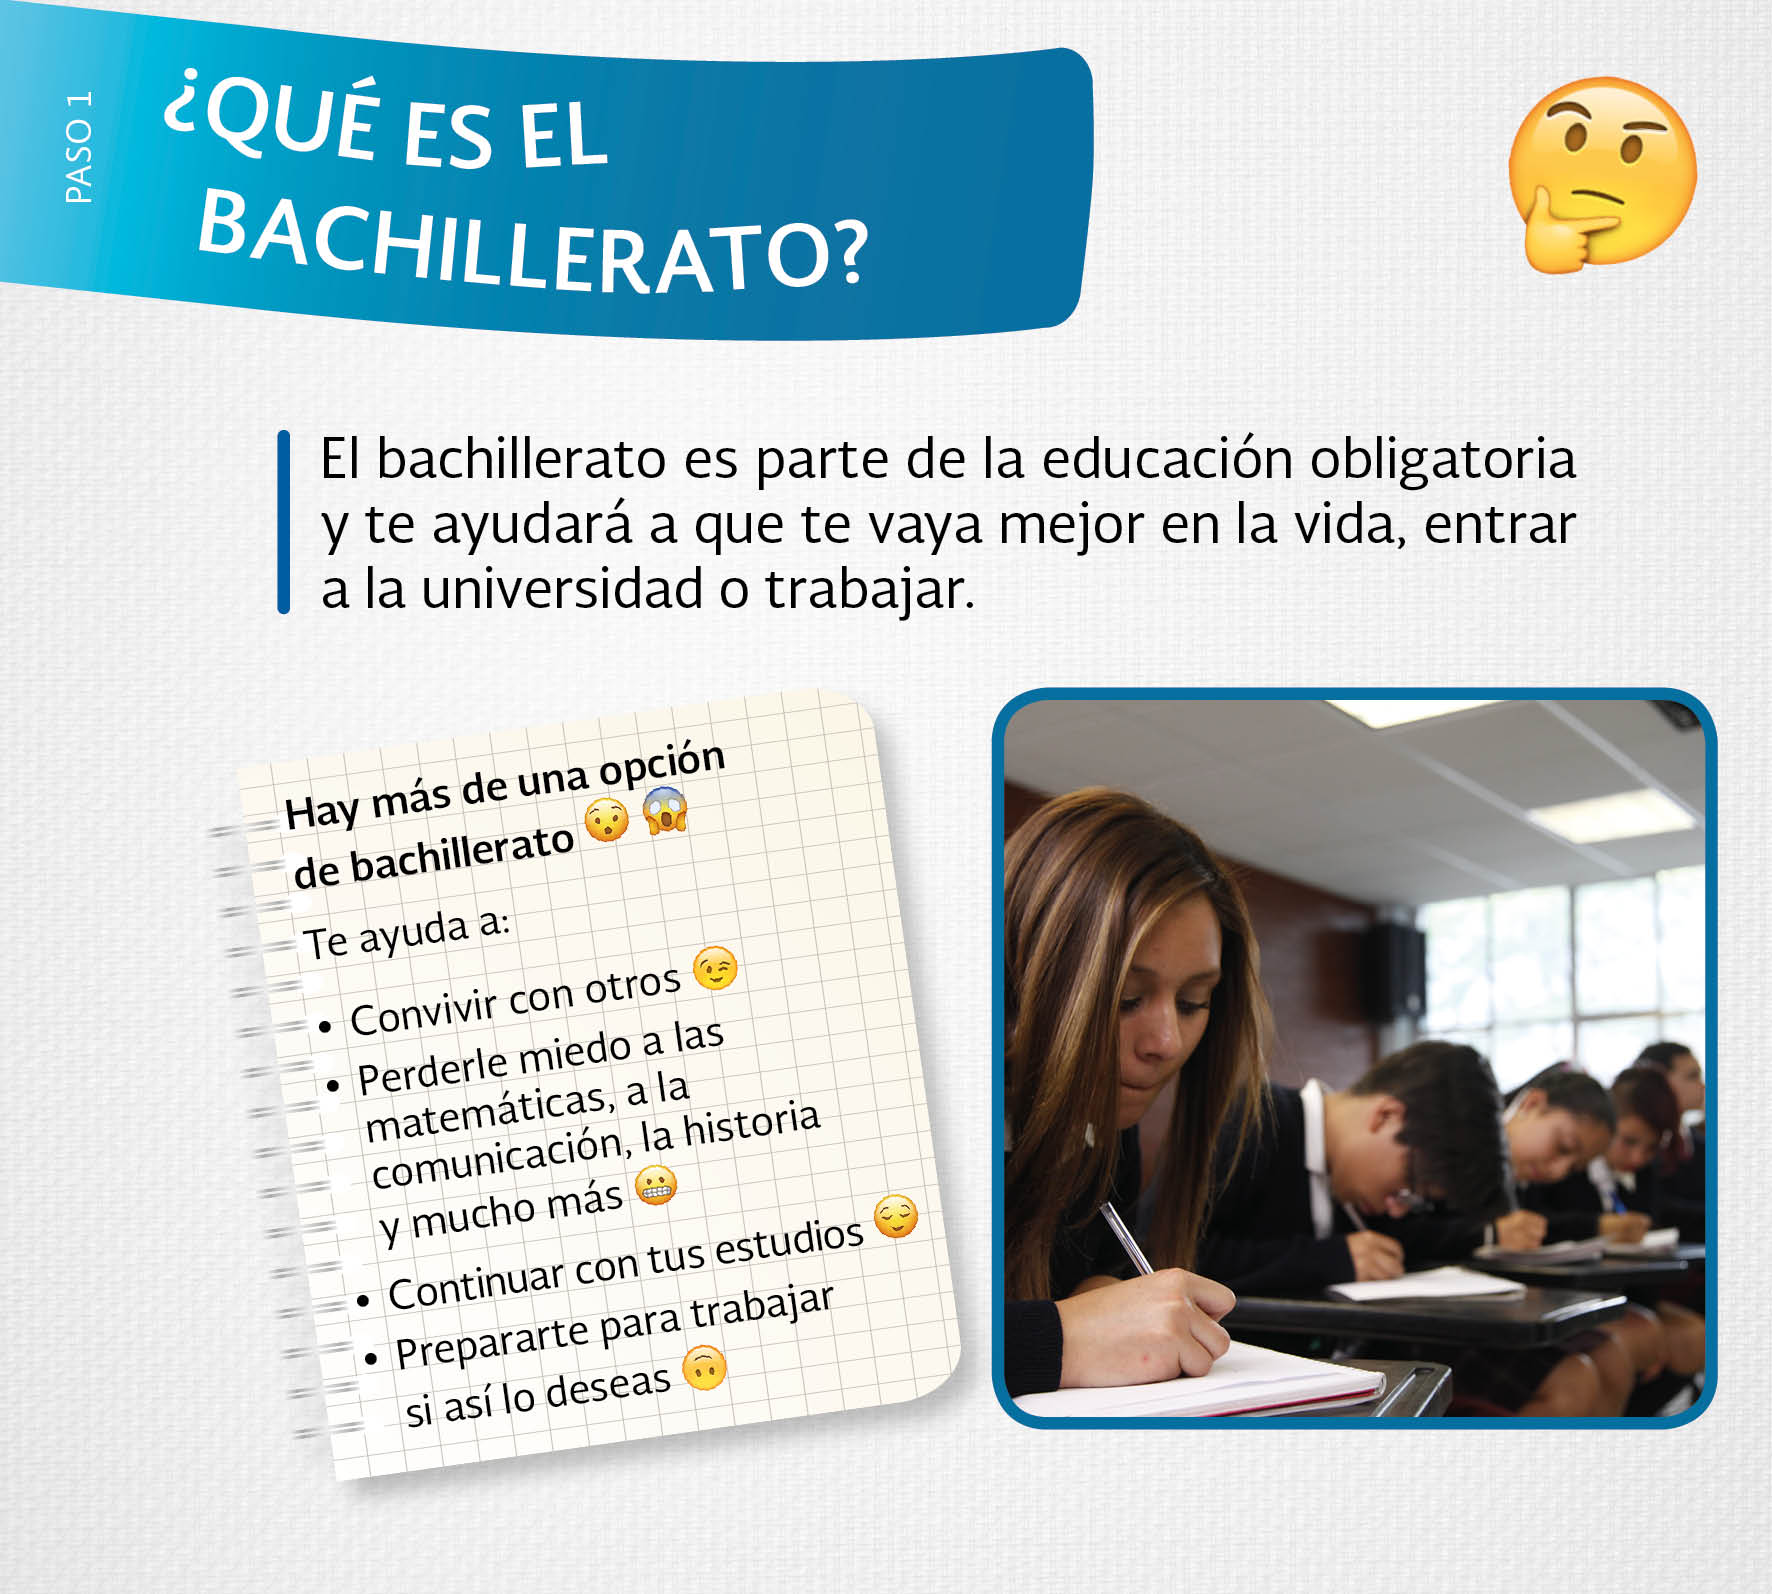 PASO 1
¿QUÉ ES EL
BACHILLERATO?
El bachillerato es parte de la educación obligatoria
y te ayudará a que te vaya mejor en la vida, entrar
a la universidad o trabajar.
Hay más de una opción
de bachillerato 😯 😱
Te ayuda a:
• Convivir con otros 😉
• Perderle miedo a las
matemáticas, a la
comunicación, la historia
y mucho más 😬
• Continuar con tus estudios 😌
• Prepararte para trabajar
si así lo deseas 🙃